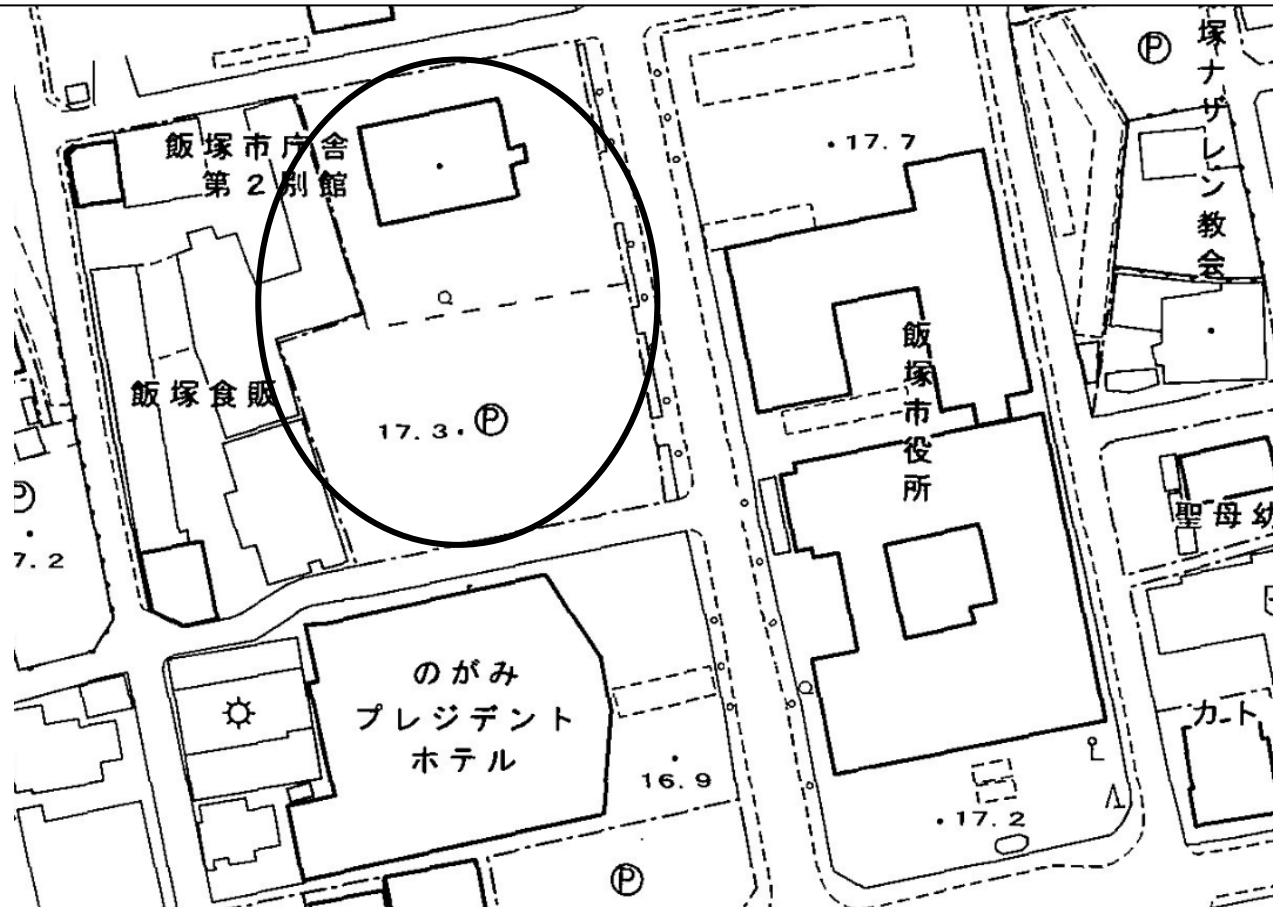 塚ナザレン教会
Ⓟ
飯塚市庁舎
第2別館
17.7
飯塚市役所
飯塚食販
17.3
Ⓟ
Ⓟ
7.2
聖母幼
のがみ
プレジデント
ホテル
カト
16.9
17.2
Ⓟ